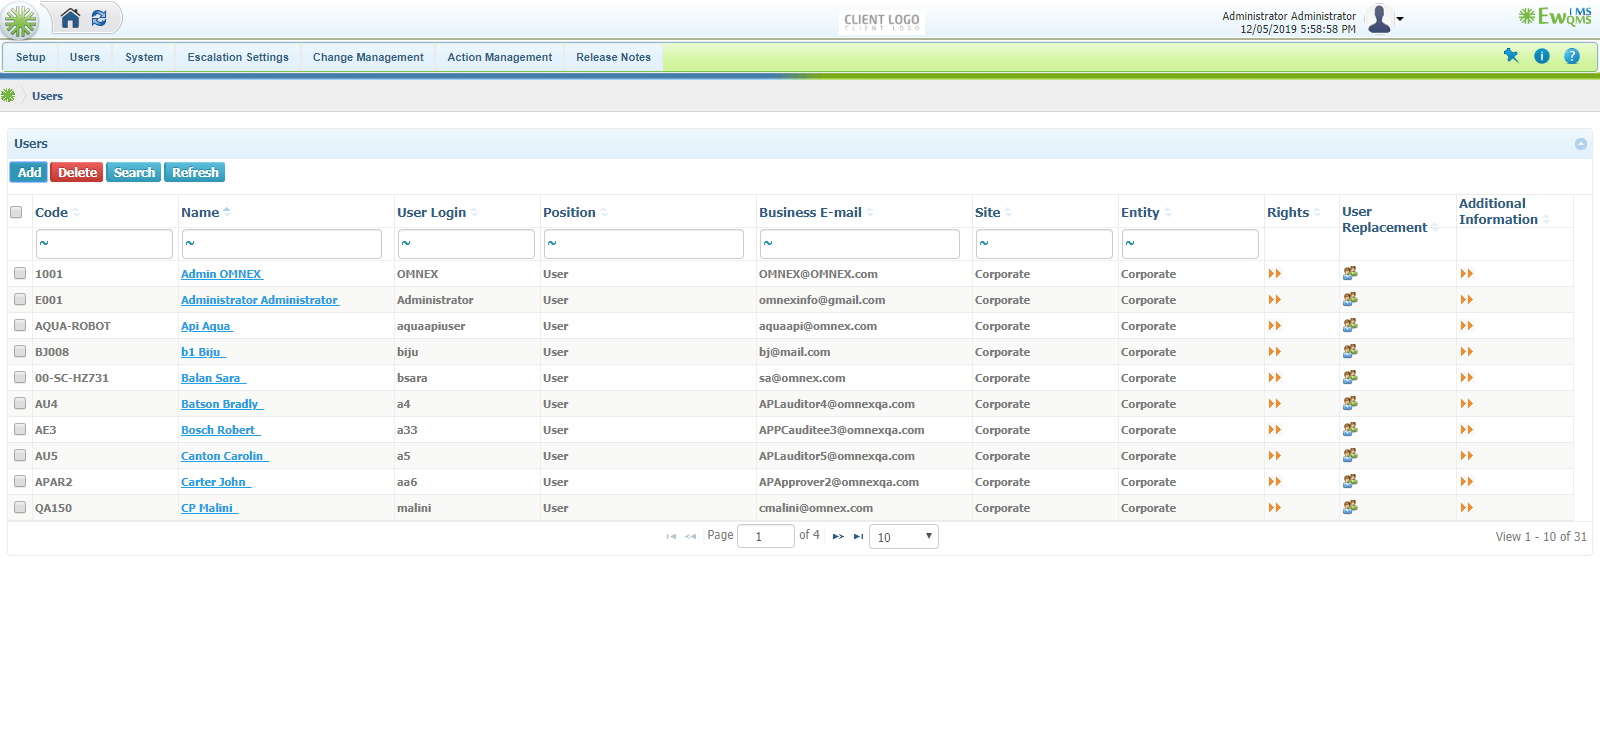 CLIENT LOGO
CLIENT LOGO
Administrator Administrator
12/05/2019 5:58:58 PM
EwIMS
QMS
Setup Users System Escalation Settings Change Management Action Management Release Notes
Users
Users
Add Delete Search Refresh
Code Name User Login Position Business E-mail Site Entity Rights User Replacement Additional Information
~ ~ ~ ~ ~ ~ ~
1001 Admin OMNEX OMNEX User OMNEX@OMNEX.com Corporate Corporate
E001 Administrator Administrator Administrator User omnexinfo@gmail.com Corporate Corporate
AQUA-ROBOT Api Aqua aquaapiuser User aquaapi@omnex.com Corporate Corporate
BJ008 b1 Biju biju User bj@mail.com Corporate Corporate
00-SC-HZ731 Balan Sara bsara User sa@omnex.com Corporate Corporate
AU4 Batson Bradly a4 User APLauditor4@omnexqa.com Corporate Corporate
AE3 Bosch Robert a33 User APPCauditee3@omnexqa.com Corporate Corporate
AU5 Canton Carolin a5 User APLauditor5@omnexqa.com Corporate Corporate
APAR2 Carter John aa6 User APApprover2@omnexqa.com Corporate Corporate
QA150 CP Malini malini User cmalini@omnex.com Corporate Corporate
Page 1 of 4 10 View 1 - 10 of 31